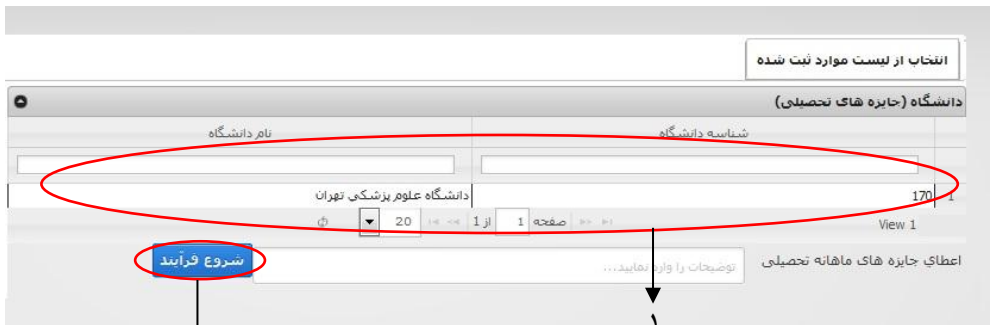 انتخاب از لیست موارد ثبت شده
دانشگاه (جایزه های تحصیلی)
شناسه دانشگاه نام دانشگاه
1 170 دانشگاه علوم پزشکی تهران
View 1 صفحه 1 از 1 20
اعطای جایزه های ماهانه تحصیلی توضیحات را وارد نمایید... شروع فرآیند
۱